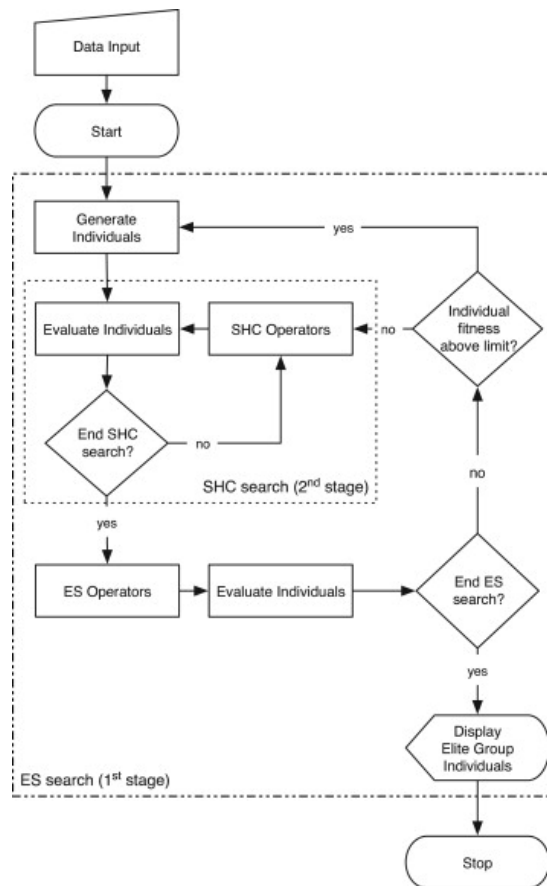 Data Input
Start
Generate
Individuals
yes
Evaluate Individuals
SHC Operators
no
Individual
fitness
above limit?
End SHC
search?
no
SHC search (2nd stage)
yes
no
ES Operators
Evaluate Individuals
End ES
search?
yes
Display
Elite Group
Individuals
ES search (1st stage)
Stop